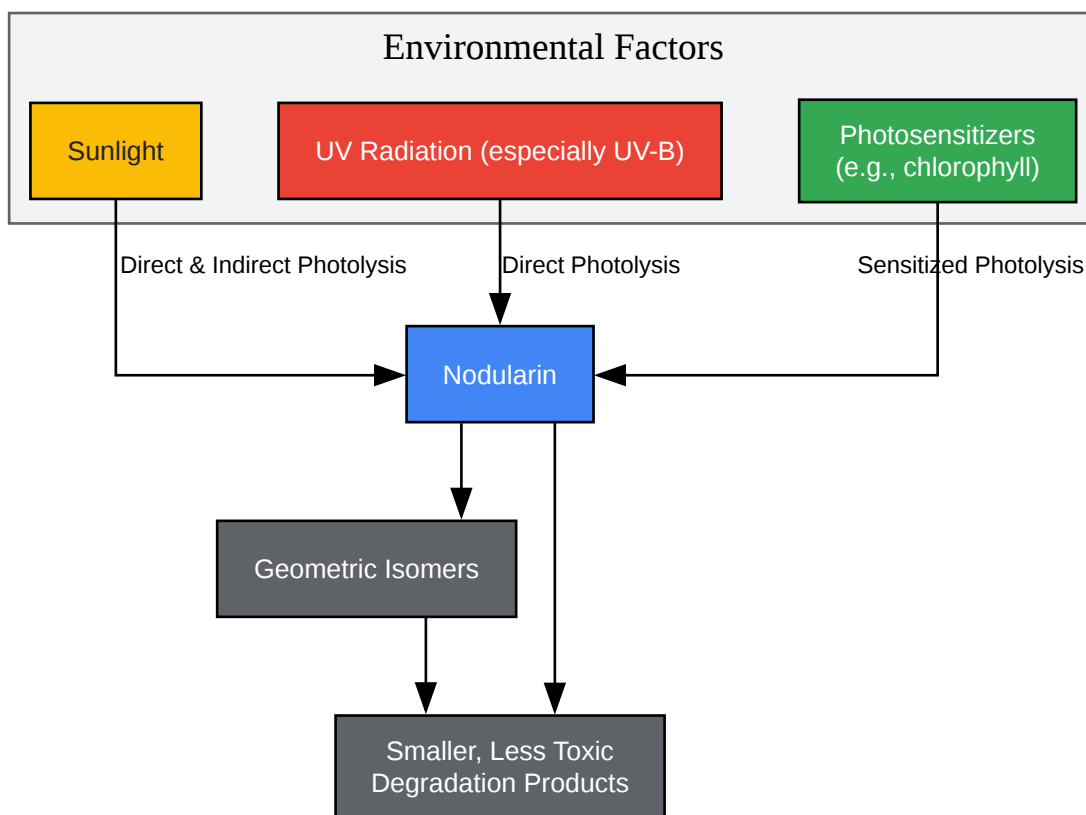 Environmental Factors
Sunlight
UV Radiation (especially UV-B)
Photosensitizers
(e.g., chlorophyll)
Direct & Indirect Photolysis
Direct Photolysis
Sensitized Photolysis
Nodularin
Geometric Isomers
Smaller, Less Toxic
Degradation Products